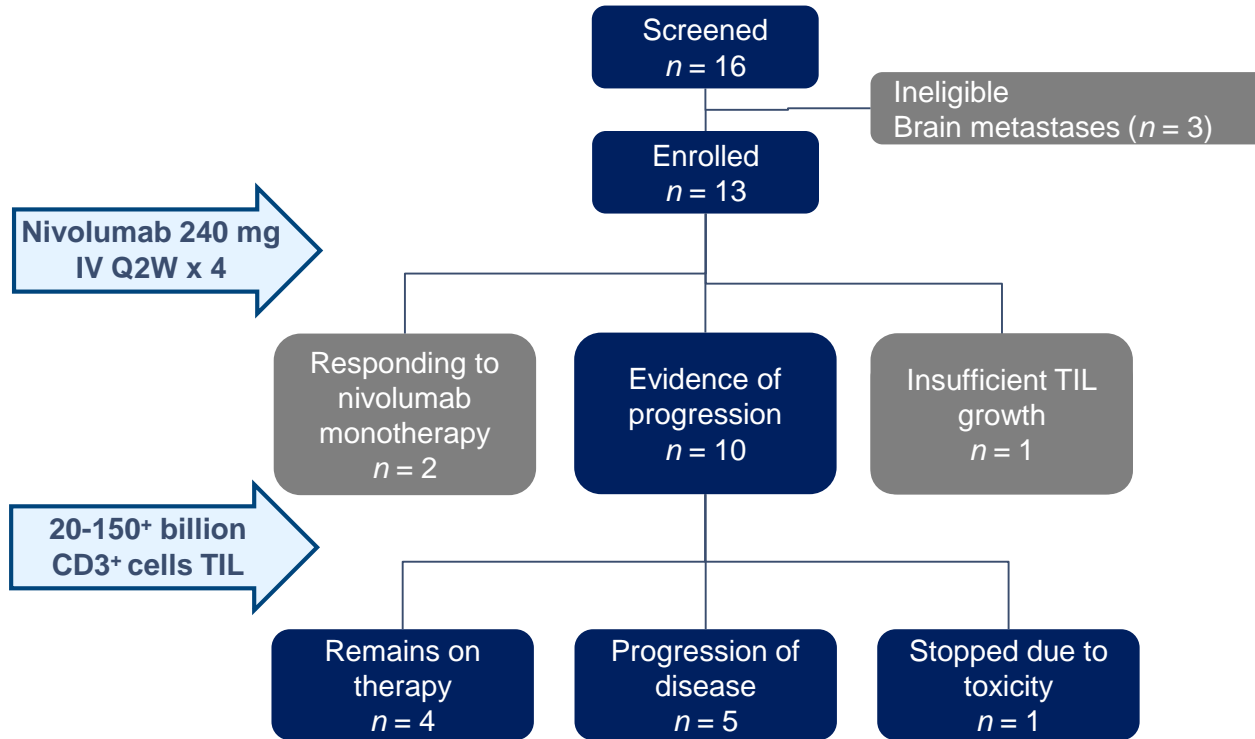 Screened
n = 16
Ineligible
Brain metastases (n = 3)
Enrolled
n = 13
Nivolumab 240 mg
IV Q2W x 4
Responding to
nivolumab
monotherapy
n = 2
Evidence of
progression
n = 10
Insufficient TIL
growth
n = 1
20-150⁺ billion
CD3⁺ cells TIL
Remains on
therapy
n = 4
Progression of
disease
n = 5
Stopped due to
toxicity
n = 1